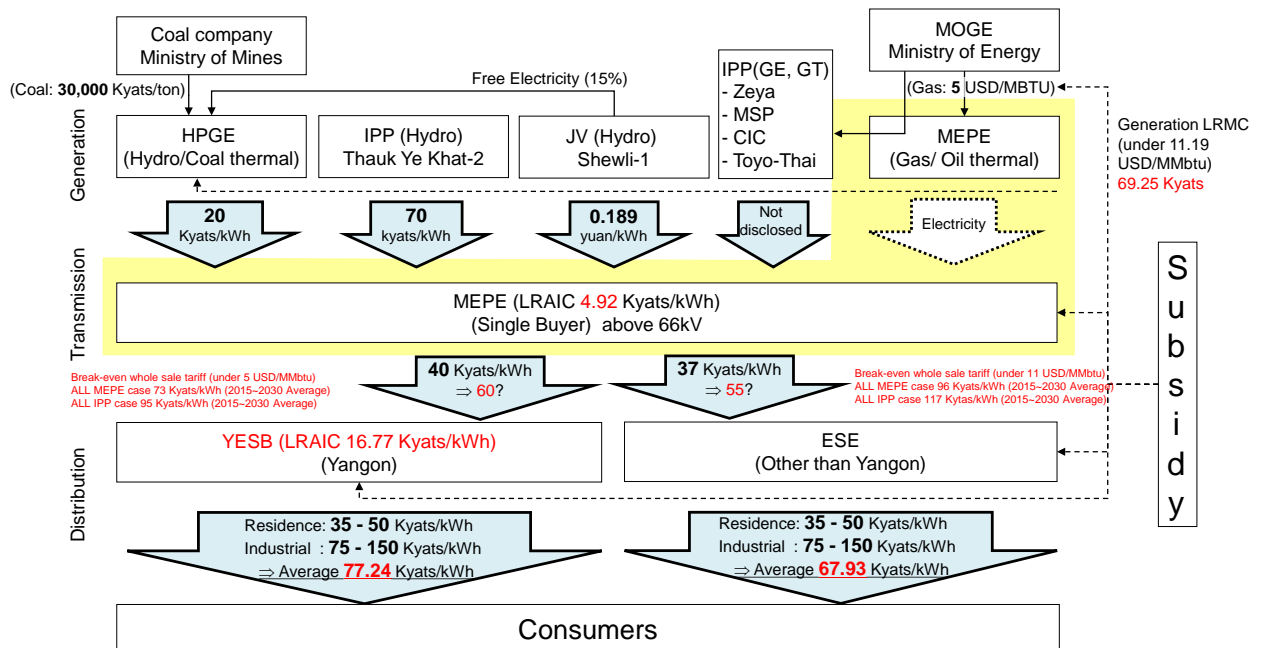 Coal company
Ministry of Mines
MOGE
Ministry of Energy
(Coal: 30,000 Kyats/ton)
Free Electricity (15%)
IPP(GE, GT)
- Zeya
- MSP
- CIC
- Toyo-Thai
(Gas: 5 USD/MBTU)
Generation
HPGE
(Hydro/Coal thermal)
IPP (Hydro)
Thauk Ye Khat-2
JV (Hydro)
Shewli-1
MEPE
(Gas/ Oil thermal)
Generation LRMC
(under 11.19
USD/MMbtu)
69.25 Kyats
20
Kyats/kWh
70
kyats/kWh
0.189
yuan/kWh
Not
disclosed
Electricity
Subsidy
Transmission
MEPE (LRAIC 4.92 Kyats/kWh)
(Single Buyer) above 66kV
Break-even whole sale tariff (under 5 USD/MMbtu)
ALL MEPE case 73 Kyats/kWh (2015~2030 Average)
ALL IPP case 95 Kyats/kWh (2015~2030 Average)
40 Kyats/kWh
⇒ 60?
37 Kyats/kWh
⇒ 55?
Break-even whole sale tariff (under 11 USD/MMbtu)
ALL MEPE case 96 Kyats/kWh (2015~2030 Average)
ALL IPP case 117 Kytas/kWh (2015~2030 Average)
Distribution
YESB (LRAIC 16.77 Kyats/kWh)
(Yangon)
ESE
(Other than Yangon)
Residence: 35 - 50 Kyats/kWh
Industrial : 75 - 150 Kyats/kWh
⇒ Average 77.24 Kyats/kWh
Residence: 35 - 50 Kyats/kWh
Industrial : 75 - 150 Kyats/kWh
⇒ Average 67.93 Kyats/kWh
Consumers